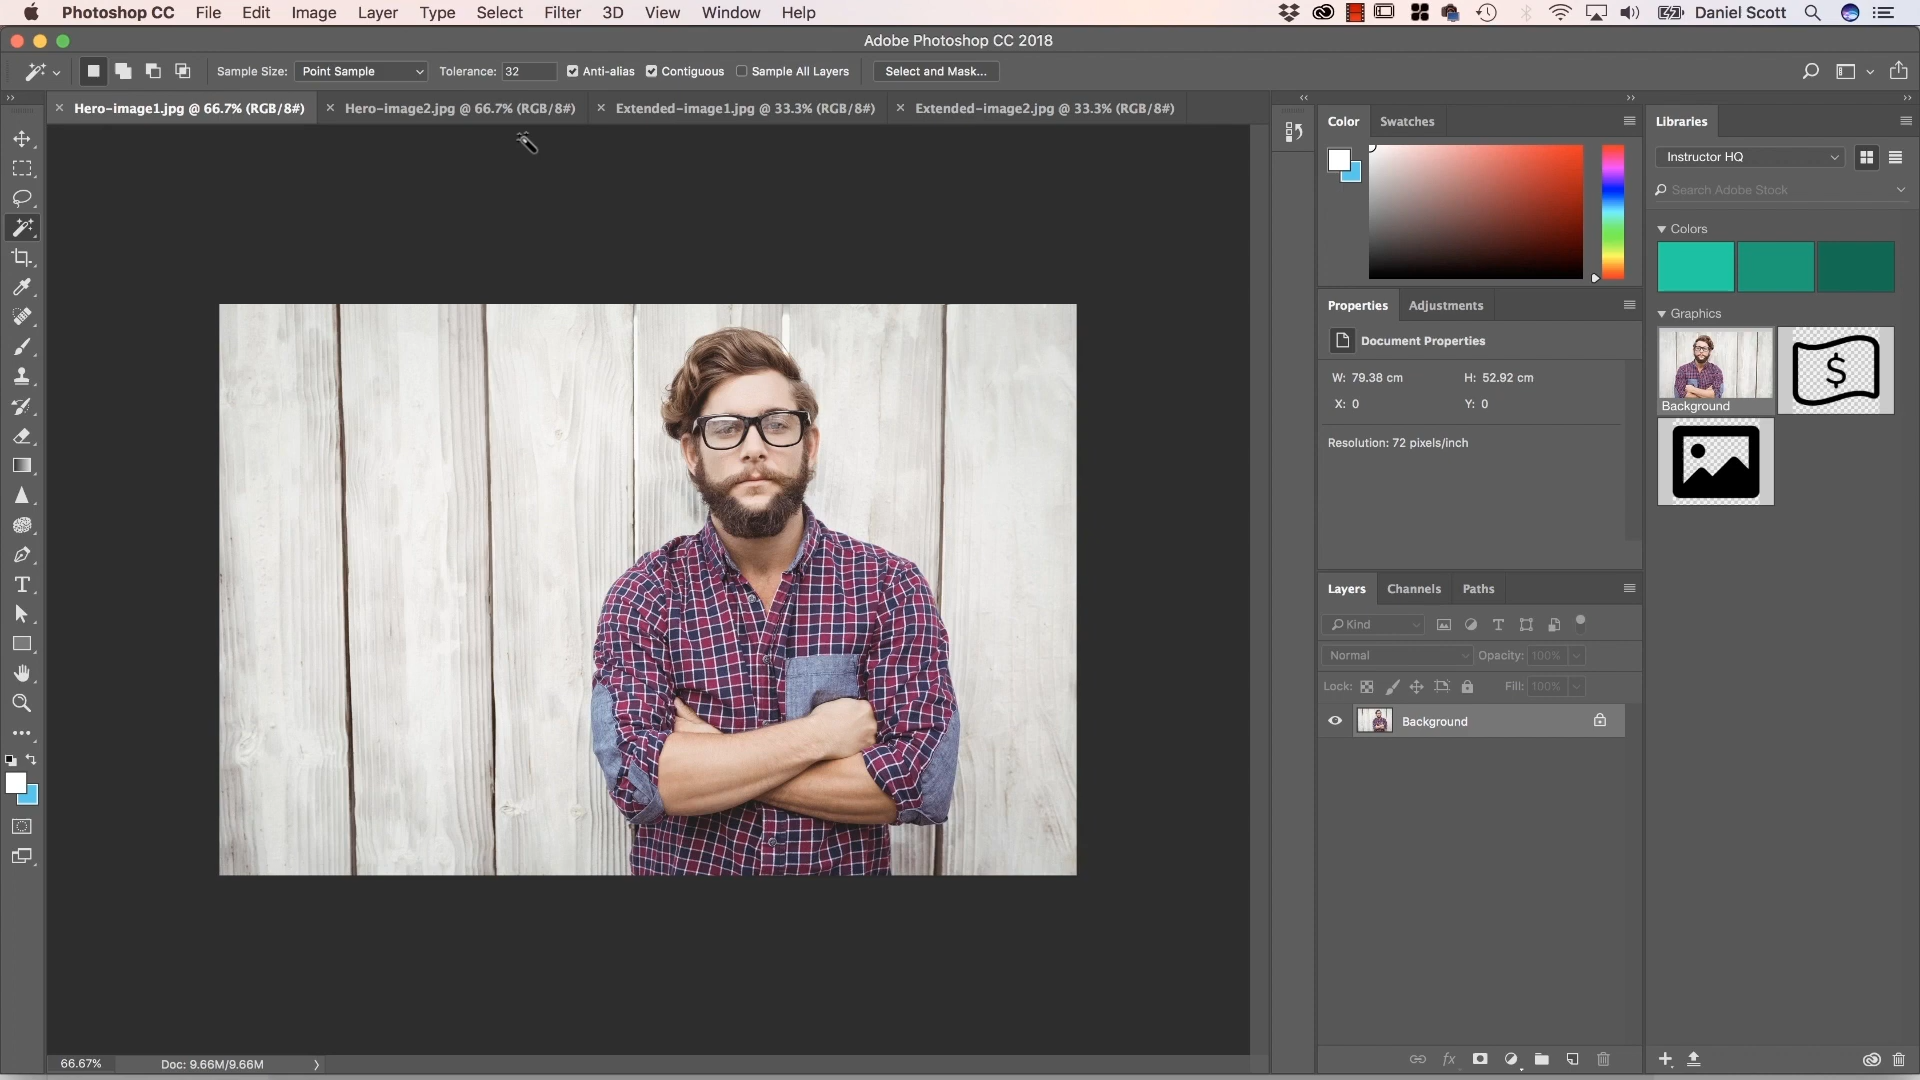 Photoshop CC File Edit Image Layer Type Select Filter 3D View Window Help Daniel Scott
Adobe Photoshop CC 2018
Sample Size: Point Sample Tolerance: 32 Anti-alias Contiguous Sample All Layers Select and Mask...
Hero-image1.jpg @ 66.7% (RGB/8#) Hero-image2.jpg @ 66.7% (RGB/8#) Extended-image1.jpg @ 33.3% (RGB/8#) Extended-image2.jpg @ 33.3% (RGB/8#)
Color Swatches
Libraries
Instructor HQ
Search Adobe Stock
Colors
Graphics
Background
Properties Adjustments
Document Properties
W: 79.38 cm H: 52.92 cm
X: 0 Y: 0
Resolution: 72 pixels/inch
Layers Channels Paths
Kind
Normal Opacity: 100%
Lock: Fill: 100%
Background
fx
66.67% Doc: 9.66M/9.66M